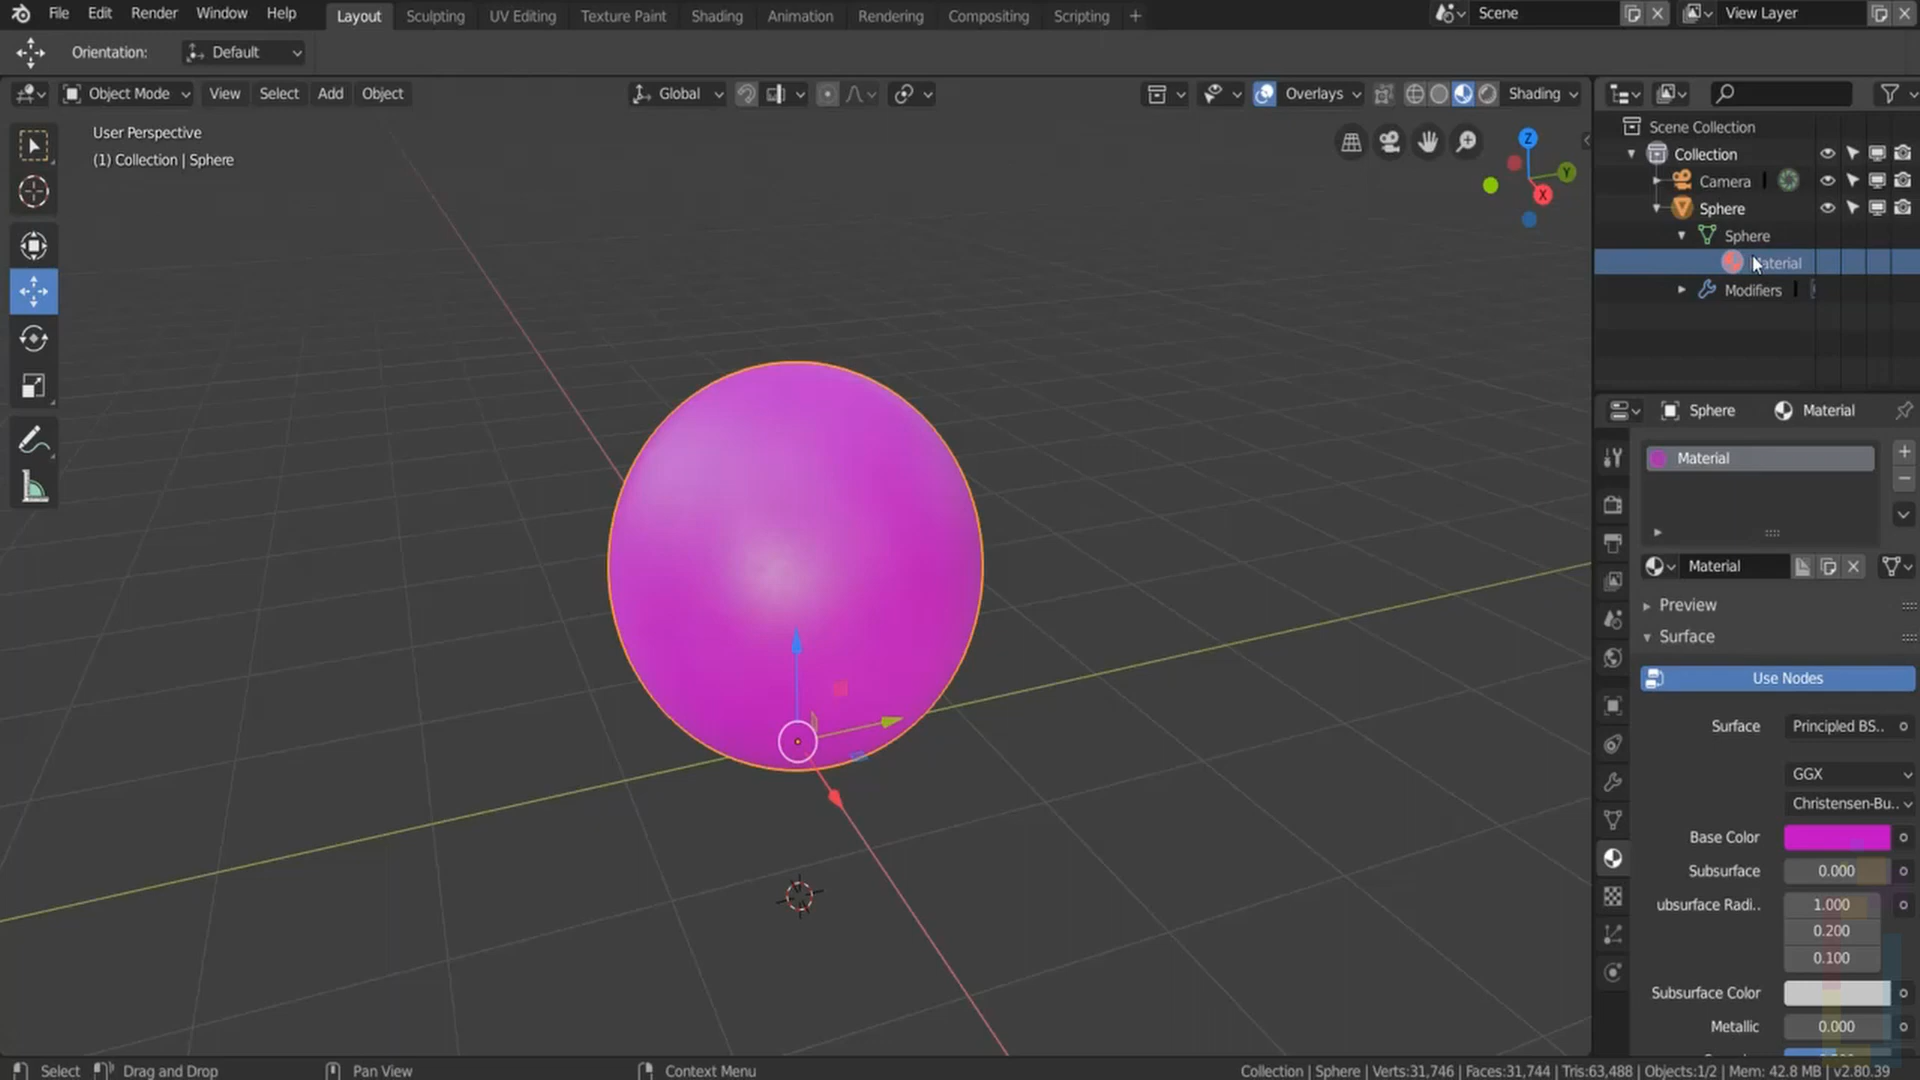 File Edit Render Window Help Layout Sculpting UV Editing Texture Paint Shading Animation Rendering Compositing Scripting + Scene View Layer
Orientation: Default
Object Mode View Select Add Object Global Overlays Shading
User Perspective
(1) Collection | Sphere
Z
Y
X
Scene Collection
Collection
Camera
Sphere
Sphere
Material
Modifiers
Sphere Material
Material
Material
Preview
Surface
Use Nodes
Surface Principled BS..
GGX
Christensen-Bu..
Base Color
Subsurface 0.000
ubsurface Radi.. 1.000
0.200
0.100
Subsurface Color
Metallic 0.000
Select Drag and Drop Pan View Context Menu Collection | Sphere | Verts:31,746 | Faces:31,744 | Tris:63,488 | Objects:1/2 | Mem: 42.8 MB | v2.80.39